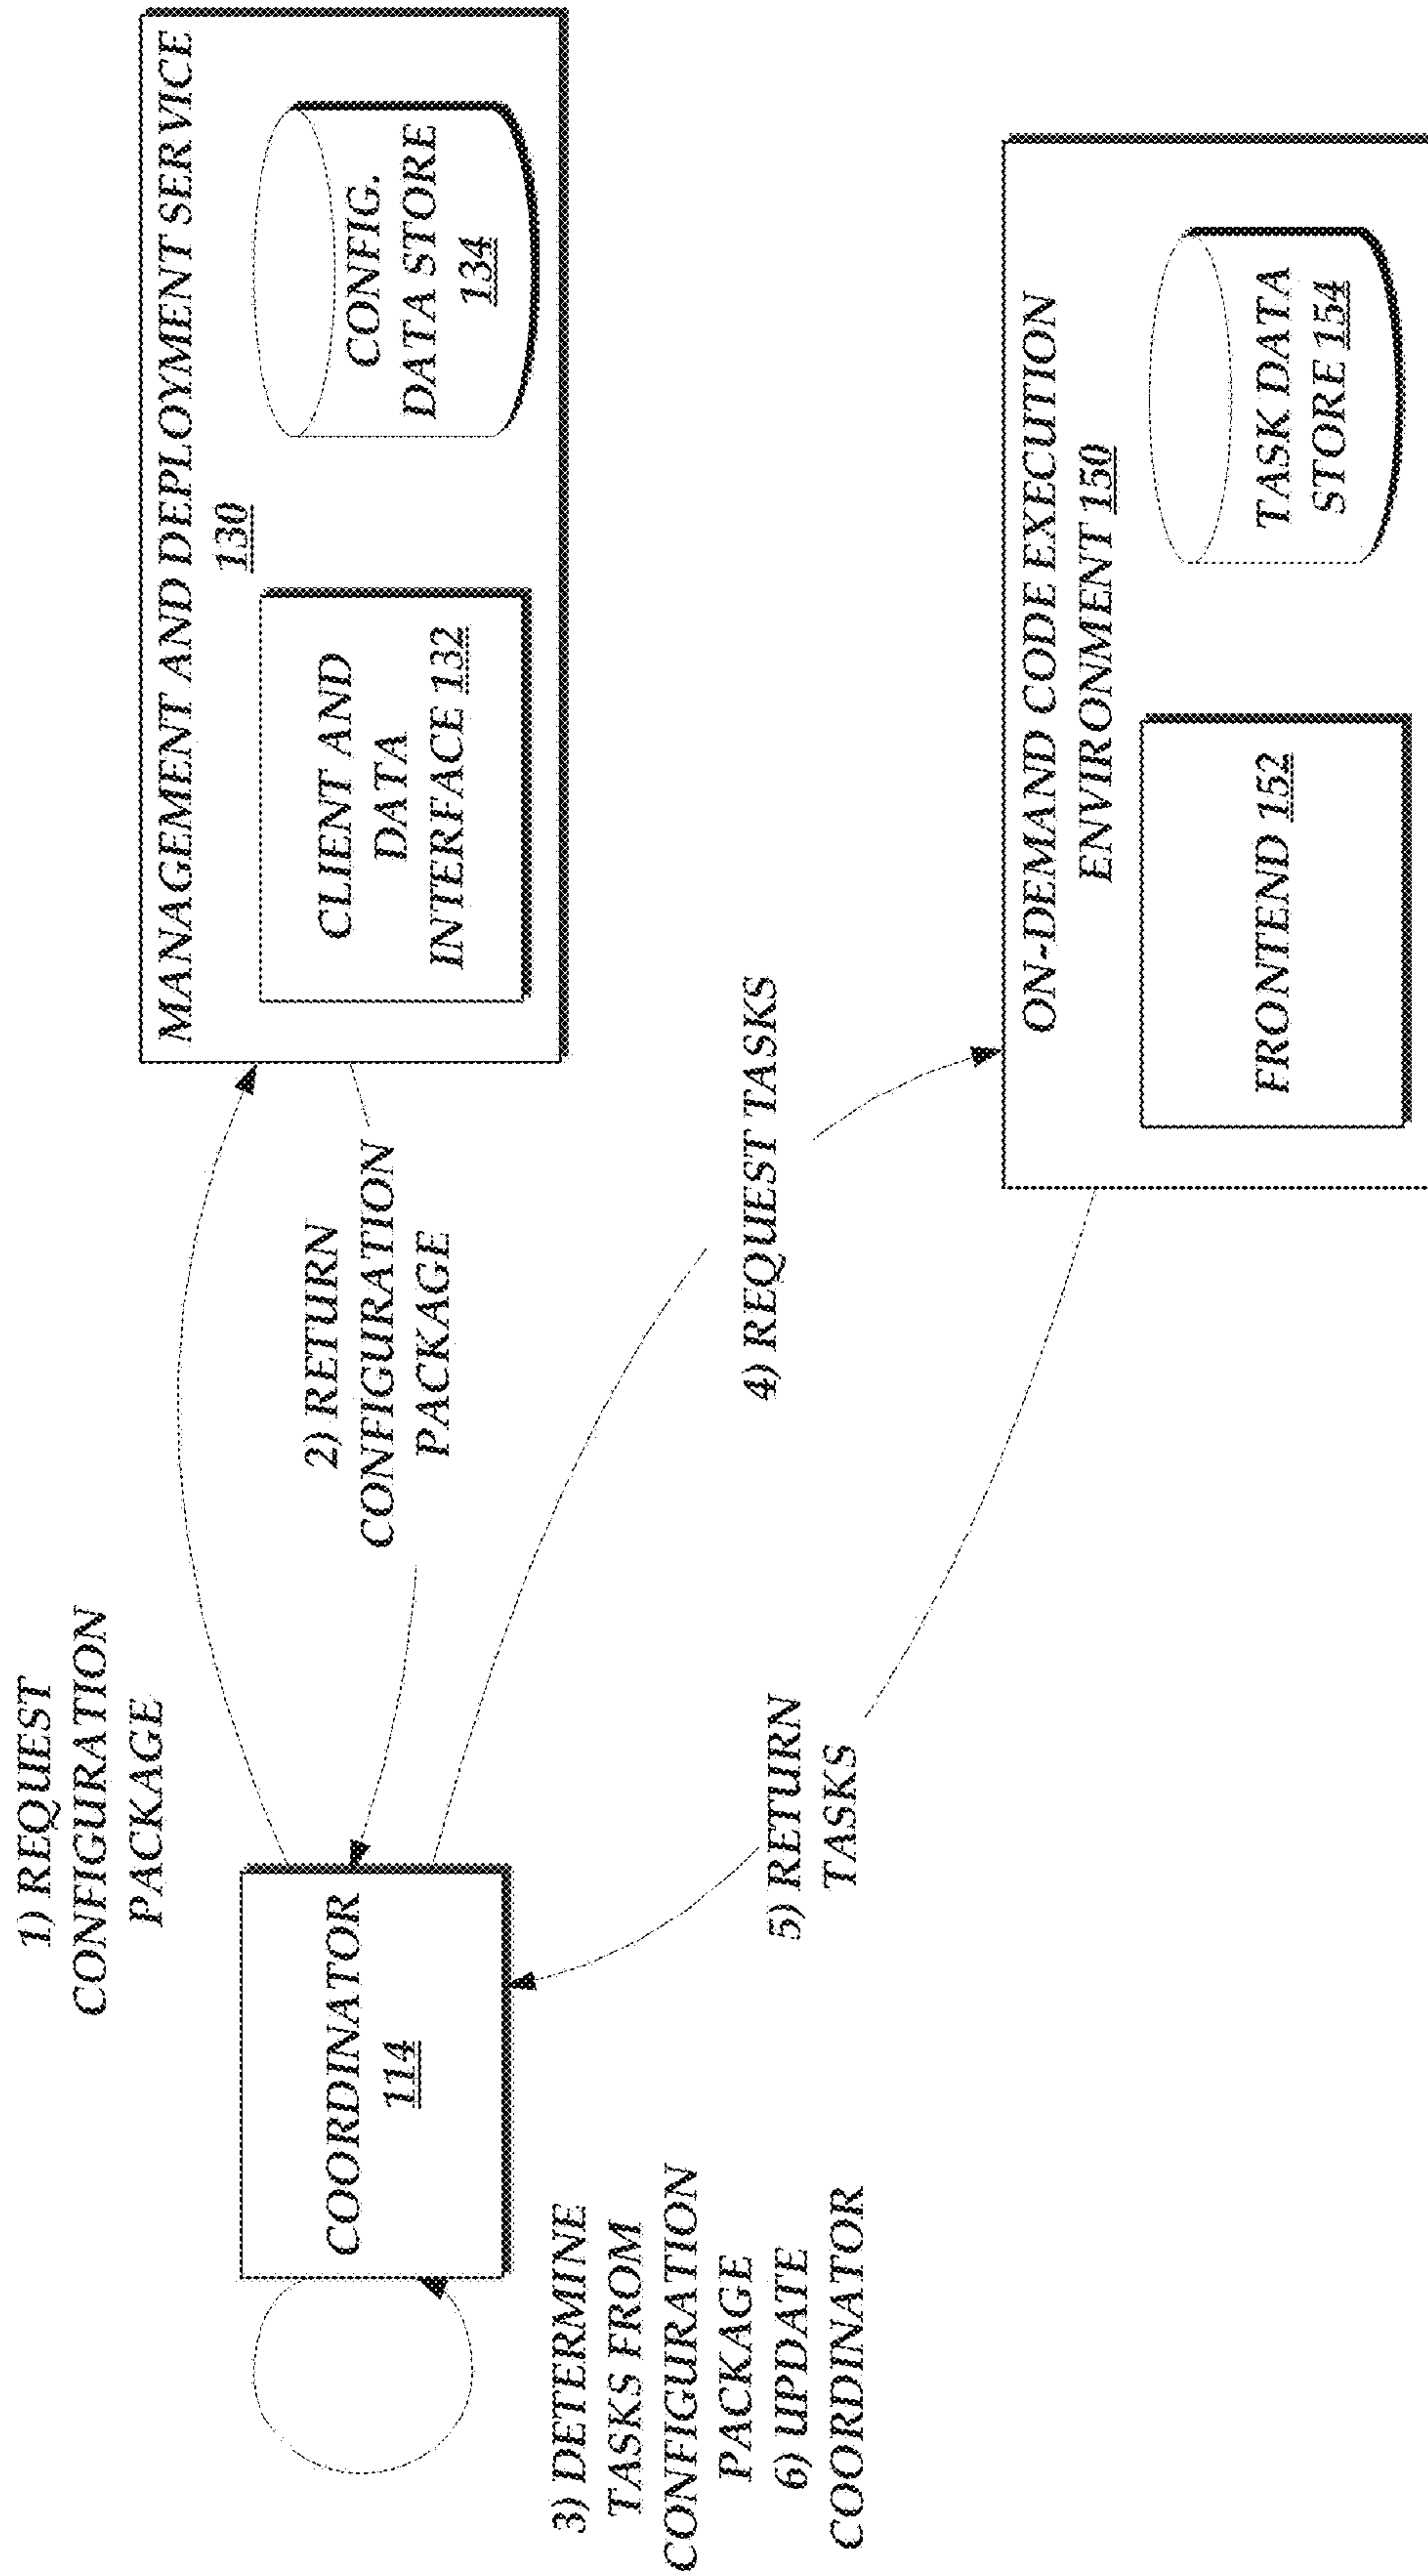 1) REQUEST
CONFIGURATION
PACKAGE
MANAGEMENT AND DEPLOYMENT SERVICE
130
CLIENT AND
DATA
INTERFACE 132
CONFIG.
DATA STORE
134
COORDINATOR
114
2) RETURN
CONFIGURATION
PACKAGE
3) DETERMINE
TASKS FROM
CONFIGURATION
PACKAGE
6) UPDATE
COORDINATOR
4) REQUEST TASKS
5) RETURN
TASKS
ON-DEMAND CODE EXECUTION
ENVIRONMENT 150
FRONTEND 152
TASK DATA
STORE 154